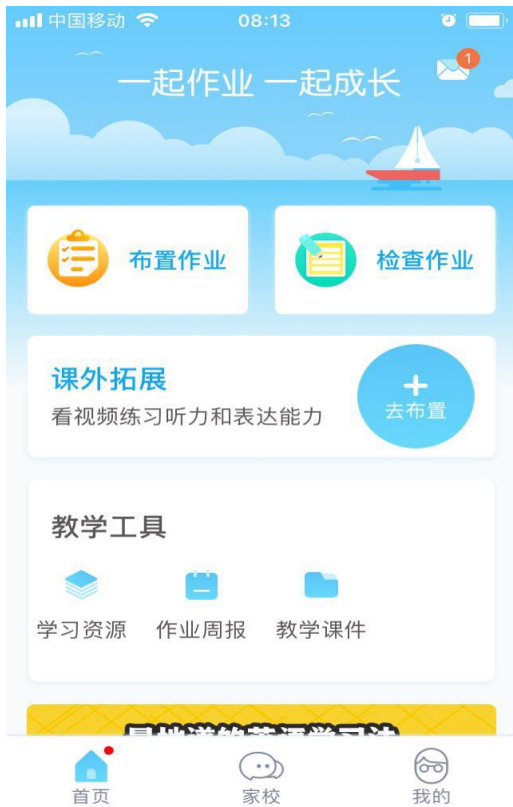 中国移动 08:13
一起作业 一起成长
1
布置作业 检查作业
课外拓展
看视频练习听力和表达能力
去布置
教学工具
学习资源 作业周报 教学课件
首页 家校 我的